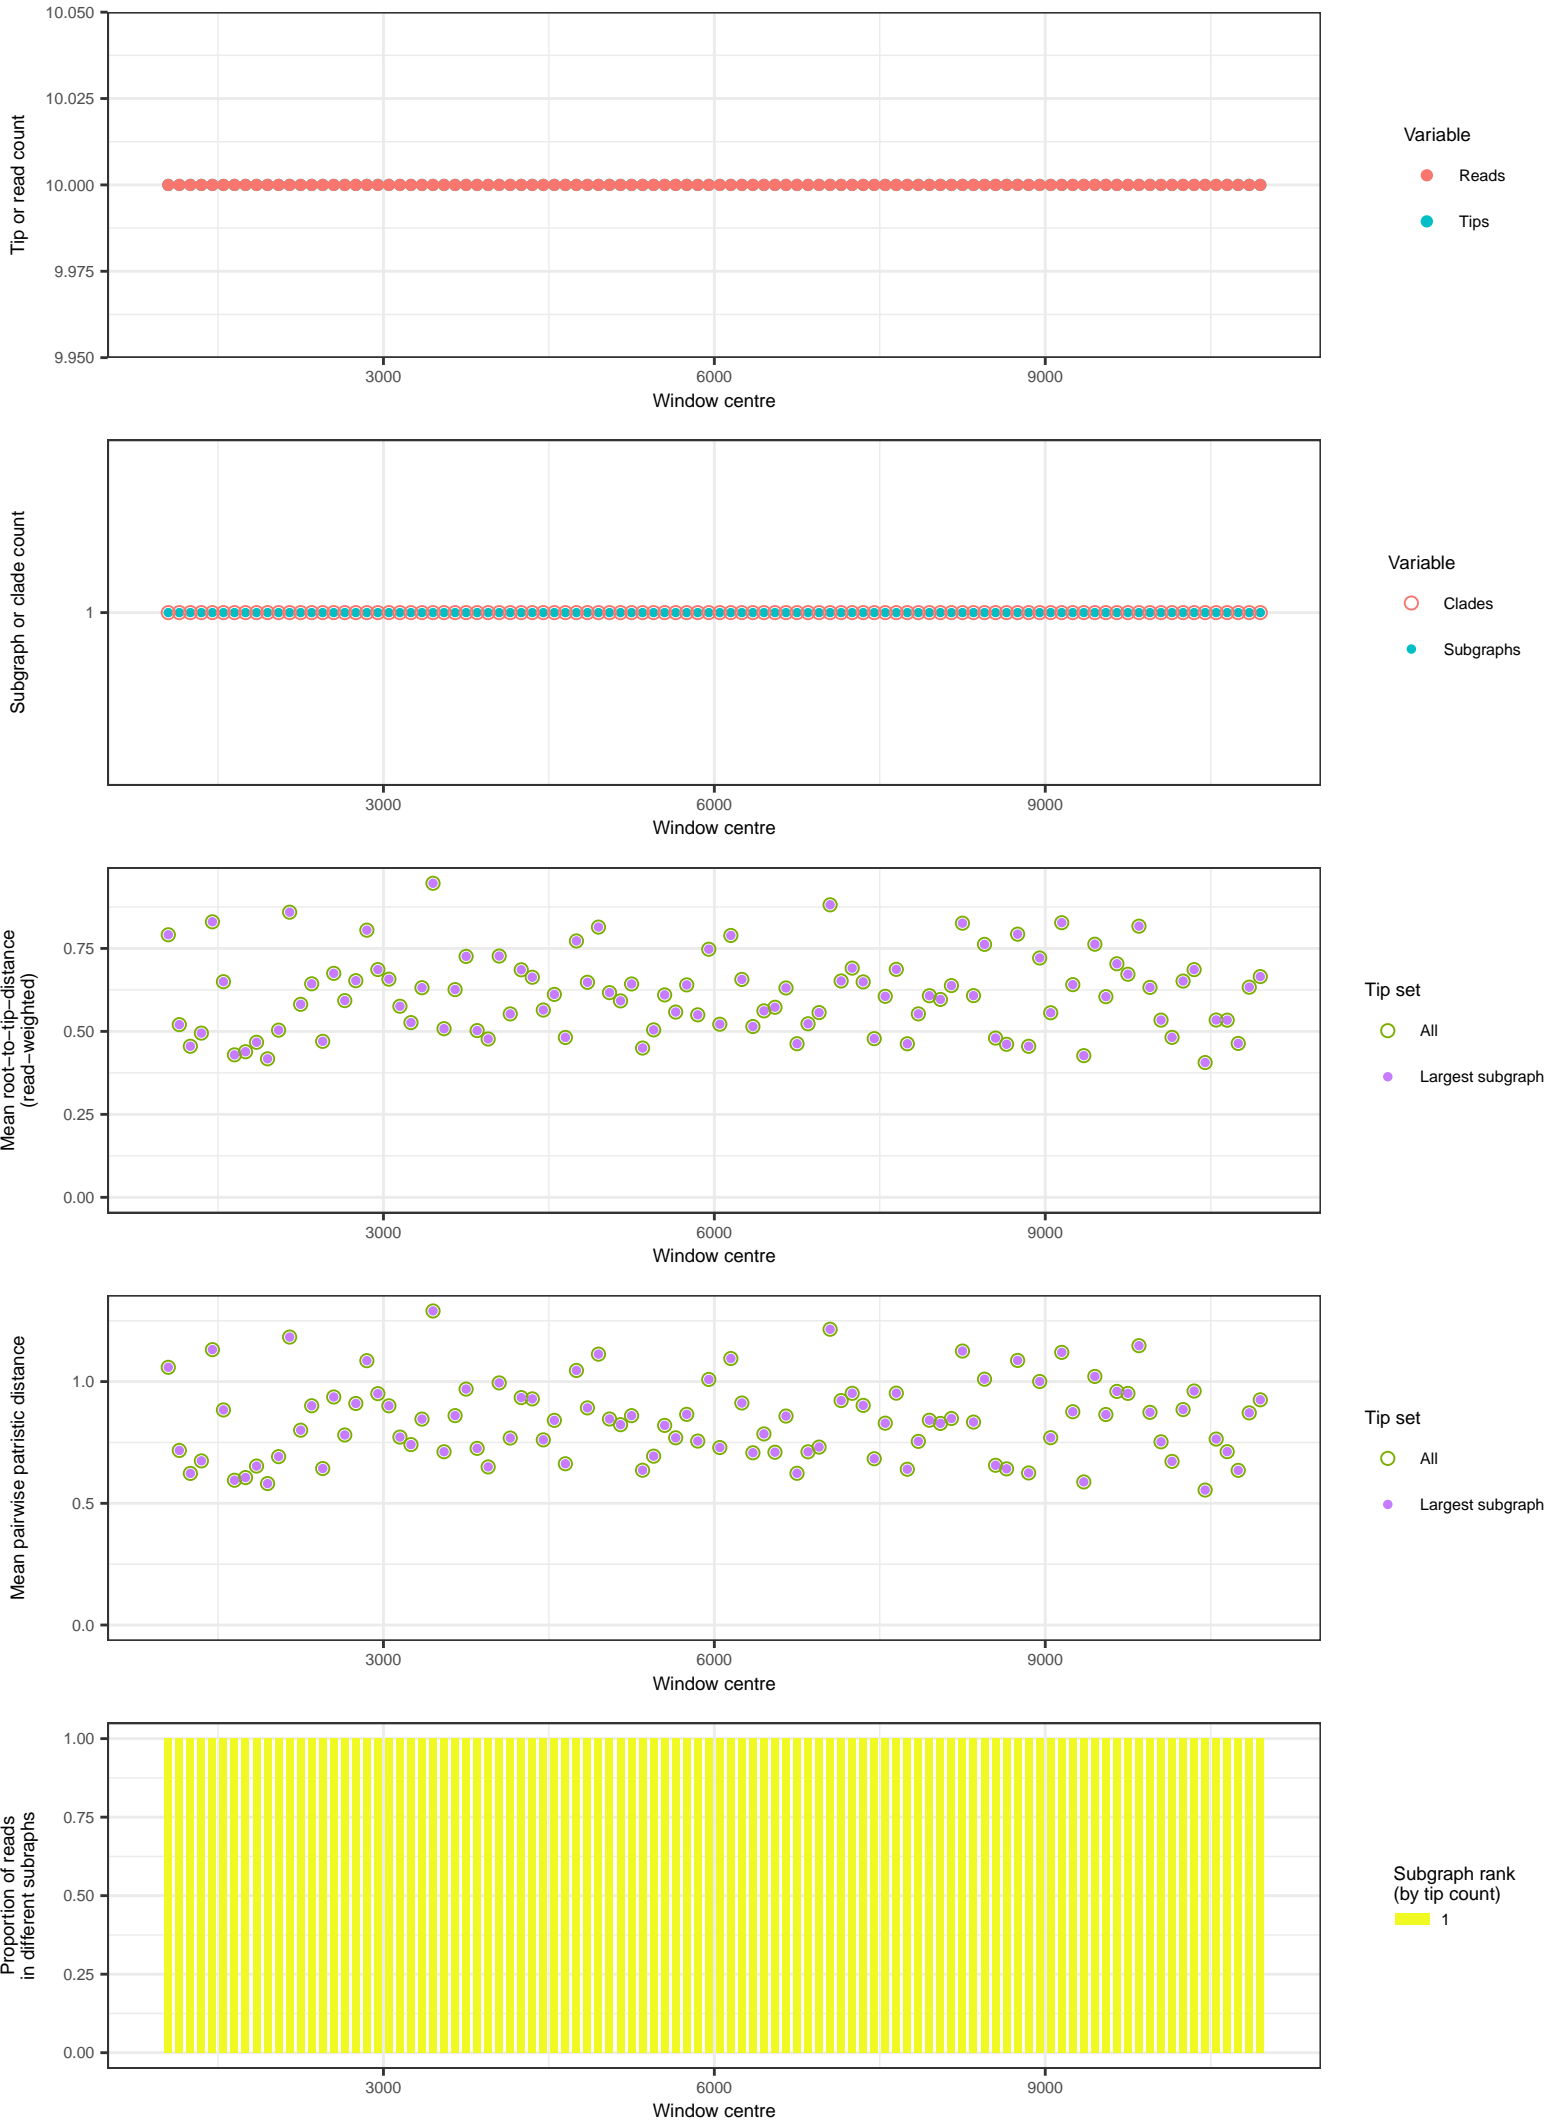 10.050
10.025
10.000
9.975
9.950
Tip or read count
3000 6000 9000
Window centre
Variable
Reads
Tips
1
Subgraph or clade count
3000 6000 9000
Window centre
Variable
Clades
Subgraphs
0.75
0.50
0.25
0.00
Mean root−to−tip−distance
(read−weighted)
3000 6000 9000
Window centre
Tip set
All
Largest subgraph
1.0
0.5
0.0
Mean pairwise patristic distance
3000 6000 9000
Window centre
Tip set
All
Largest subgraph
1.00
0.75
0.50
0.25
0.00
Proportion of reads
in different subraphs
3000 6000 9000
Window centre
Subgraph rank
(by tip count)
1